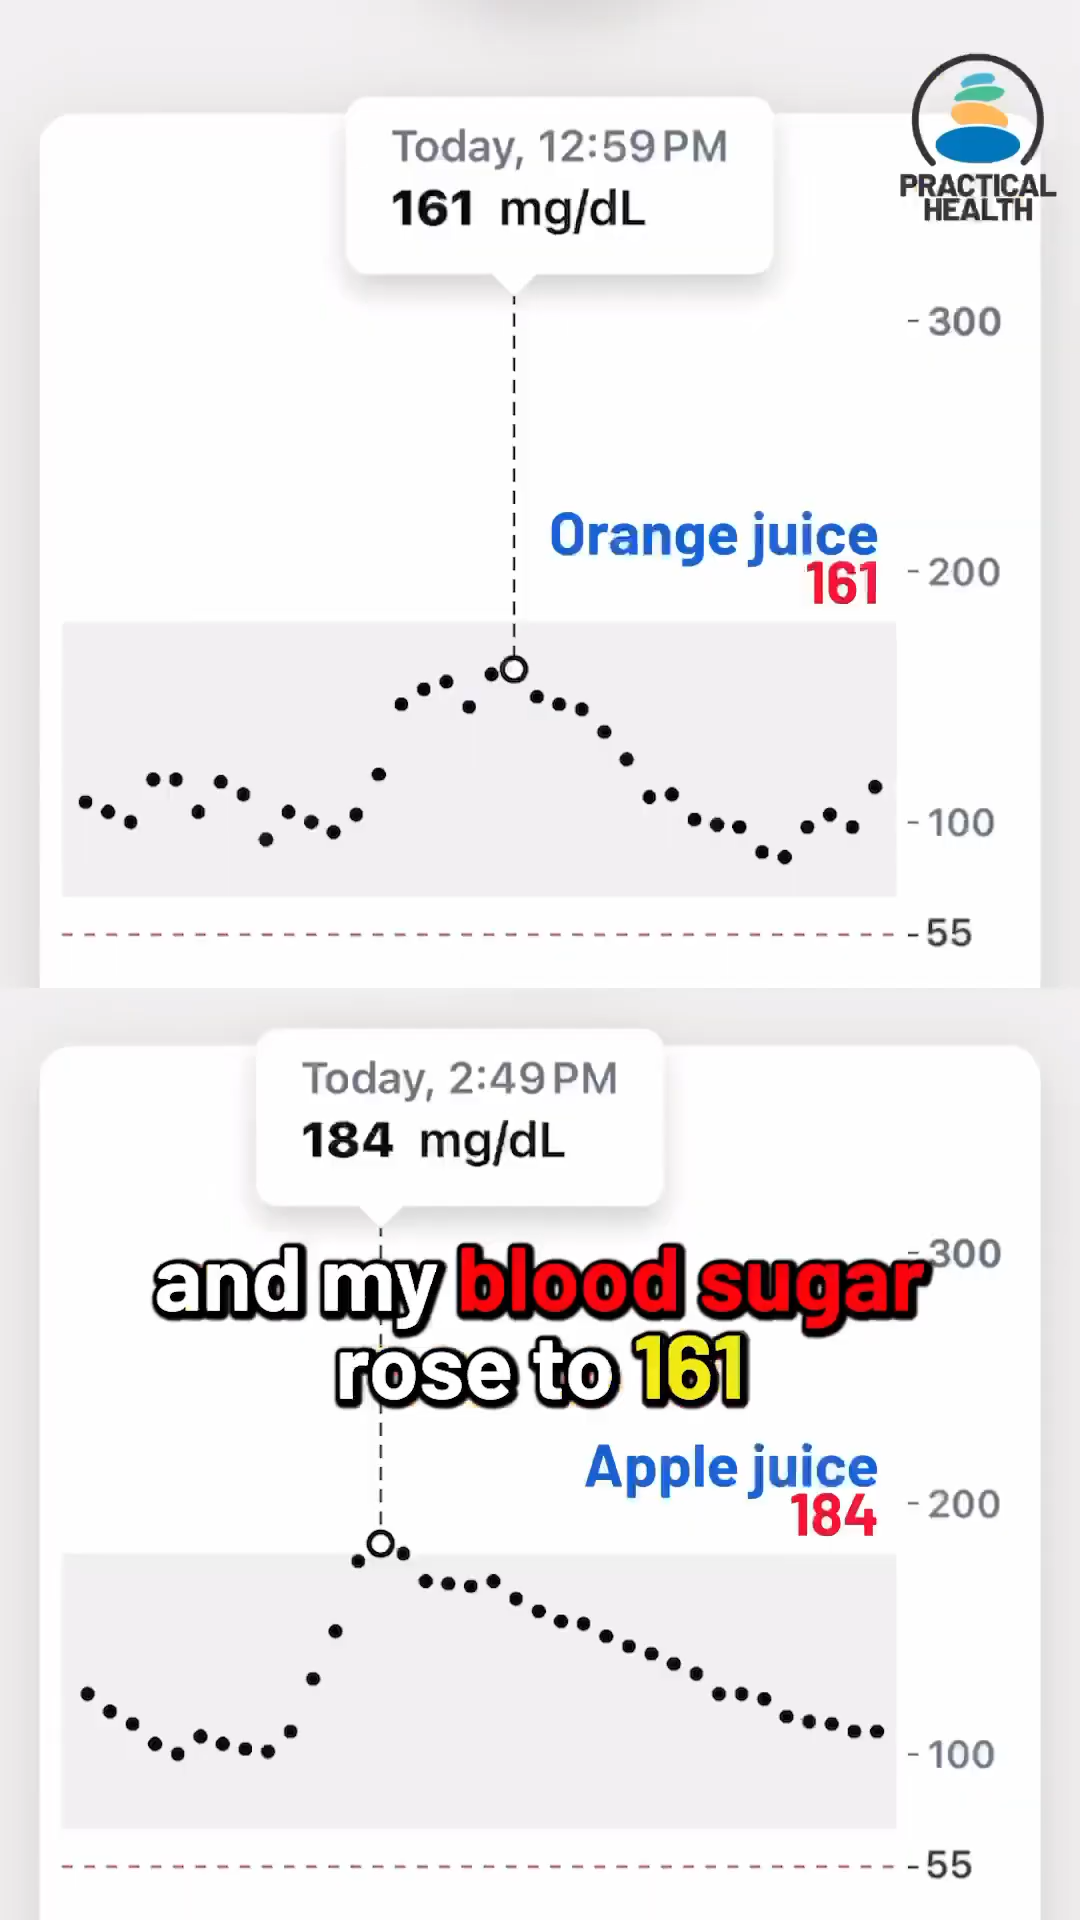 Today, 12:59 PM
161 mg/dL
PRACTICAL
HEALTH
300
Orange juice
161
200
100
55
Today, 2:49 PM
184 mg/dL
300
and my blood sugar
rose to 161
Apple juice
184
200
100
55